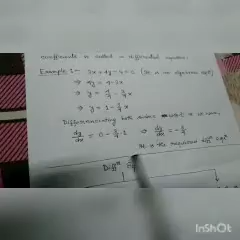 coefficients is called a differential equation.
Example 1 :- 3x + 4y - 4 = 0 (It is an algebraic eqⁿ)
⇒ 4y = 4 - 3x
⇒ y = 4/4 - 3/4 x
⇒ y = 1 - 3/4 x
Differentiating both sides w.r.t x we have,
dy/dx = 0 - 3/4 · 1 ⇒ dy/dx = - 3/4
It is the required diffⁿ eqⁿ
Diffⁿ
InShot